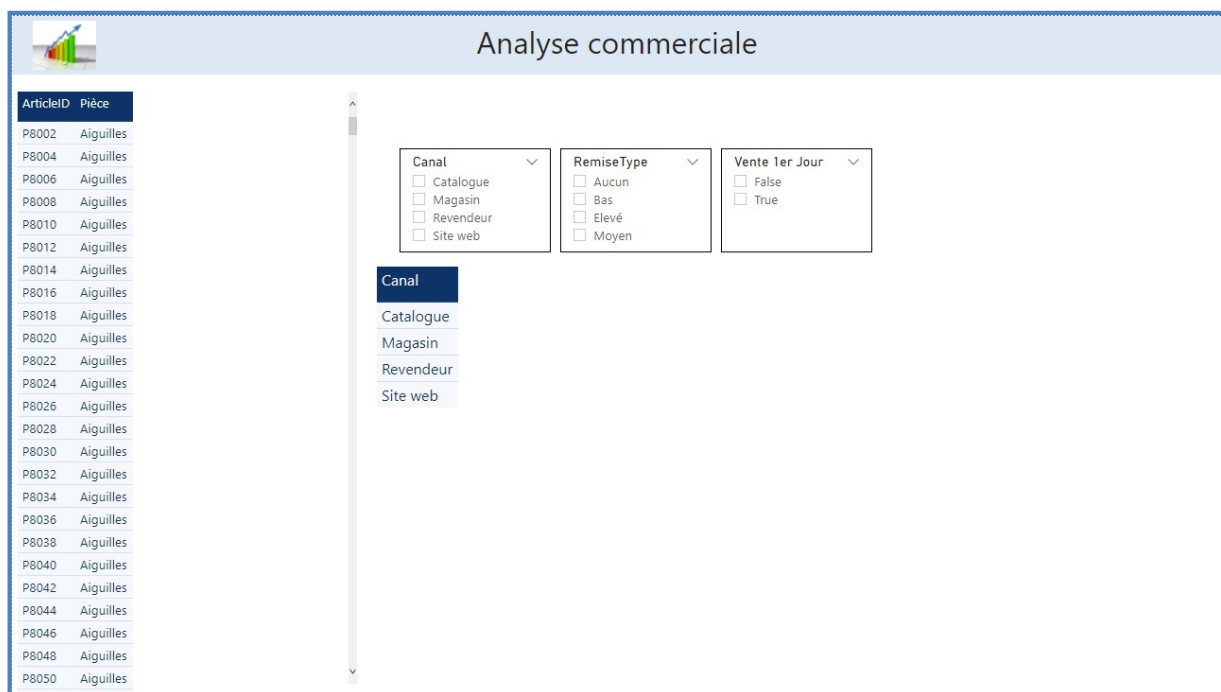 Analyse commerciale
ArticleID Pièce
P8002 Aiguilles
P8004 Aiguilles
P8006 Aiguilles
P8008 Aiguilles
P8010 Aiguilles
P8012 Aiguilles
P8014 Aiguilles
P8016 Aiguilles
P8018 Aiguilles
P8020 Aiguilles
P8022 Aiguilles
P8024 Aiguilles
P8026 Aiguilles
P8028 Aiguilles
P8030 Aiguilles
P8032 Aiguilles
P8034 Aiguilles
P8036 Aiguilles
P8038 Aiguilles
P8040 Aiguilles
P8042 Aiguilles
P8044 Aiguilles
P8046 Aiguilles
P8048 Aiguilles
P8050 Aiguilles
Canal
Catalogue
Magasin
Revendeur
Site web
RemiseType
Aucun
Bas
Elevé
Moyen
Vente 1er Jour
False
True
Canal
Catalogue
Magasin
Revendeur
Site web